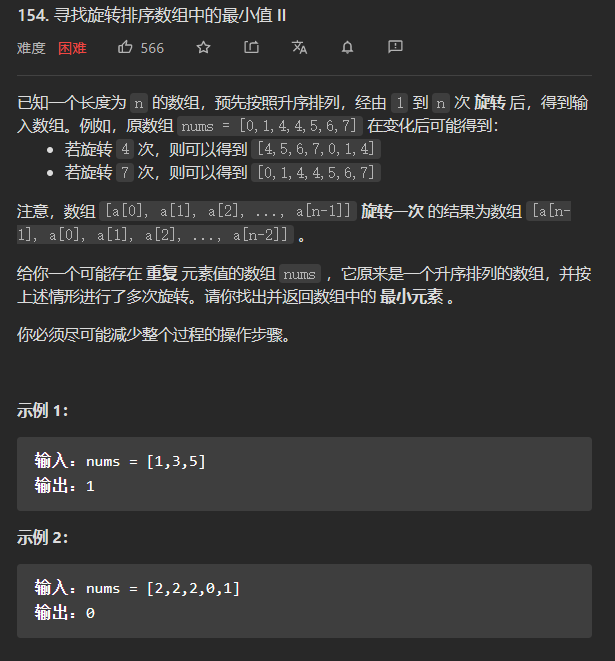 154. 寻找旋转排序数组中的最小值 II
难度 困难 566
已知一个长度为 n 的数组，预先按照升序排列，经由 1 到 n 次 旋转 后，得到输
入数组。例如，原数组 nums = [0,1,4,4,5,6,7] 在变化后可能得到：
• 若旋转 4 次，则可以得到 [4,5,6,7,0,1,4]
• 若旋转 7 次，则可以得到 [0,1,4,4,5,6,7]
注意，数组 [a[0], a[1], a[2], ..., a[n-1]] 旋转一次 的结果为数组 [a[n-
1], a[0], a[1], a[2], ..., a[n-2]] 。
给你一个可能存在 重复 元素值的数组 nums ，它原来是一个升序排列的数组，并按
上述情形进行了多次旋转。请你找出并返回数组中的 最小元素 。
你必须尽可能减少整个过程的操作步骤。
示例 1：
输入：nums = [1,3,5]
输出：1
示例 2：
输入：nums = [2,2,2,0,1]
输出：0